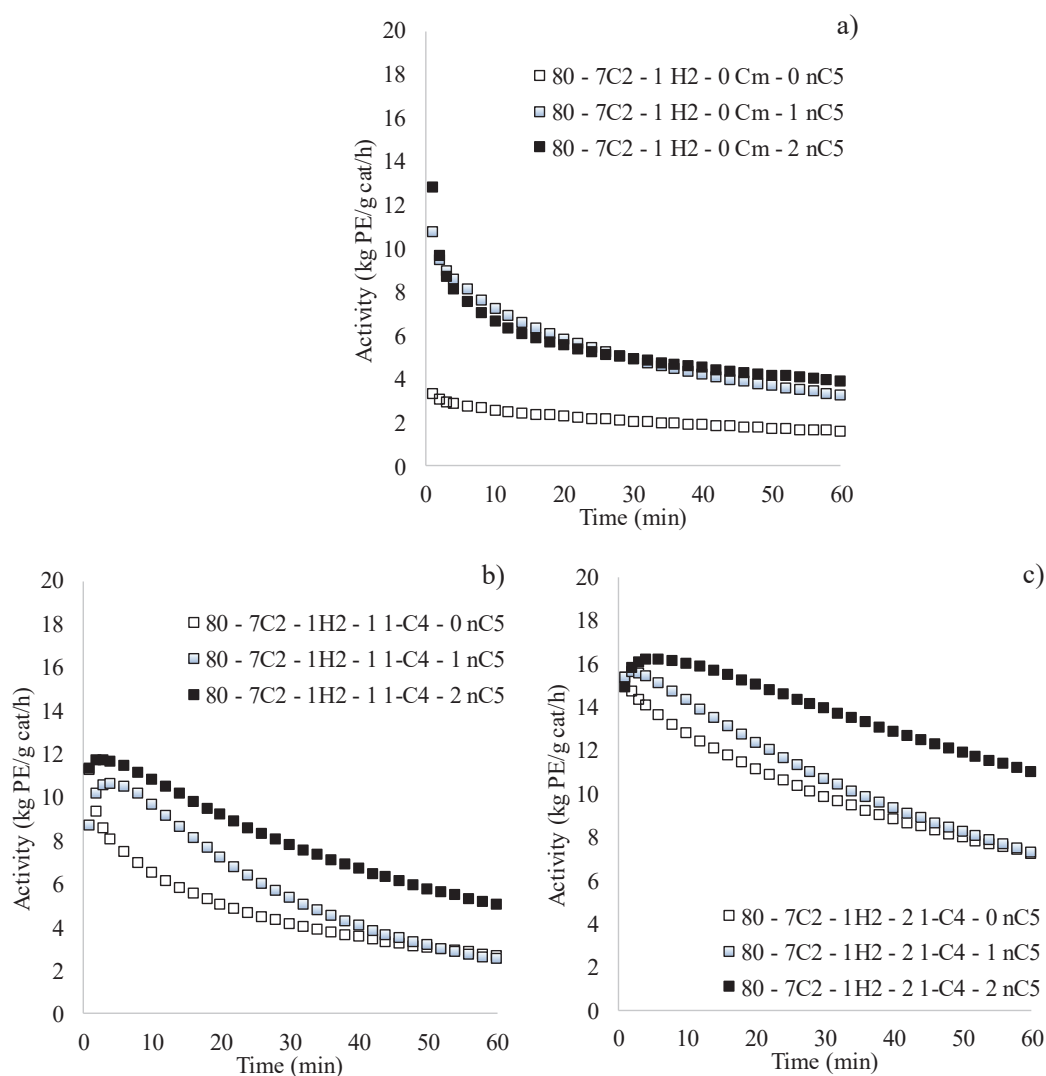 a)
20
18
16
14
12
10
8
6
4
2
0
Activity (kg PE/g cat/h)
80 - 7C2 - 1 H2 - 0 Cm - 0 nC5
80 - 7C2 - 1 H2 - 0 Cm - 1 nC5
80 - 7C2 - 1 H2 - 0 Cm - 2 nC5
0 10 20 30 40 50 60
Time (min)
b)
20
18
16
14
12
10
8
6
4
2
0
Activity (kg PE/g cat/h)
80 - 7C2 - 1H2 - 1 1-C4 - 0 nC5
80 - 7C2 - 1H2 - 1 1-C4 - 1 nC5
80 - 7C2 - 1H2 - 1 1-C4 - 2 nC5
0 10 20 30 40 50 60
Time (min)
c)
20
18
16
14
12
10
8
6
4
2
0
Activity (kg PE/g cat/h)
80 - 7C2 - 1H2 - 2 1-C4 - 0 nC5
80 - 7C2 - 1H2 - 2 1-C4 - 1 nC5
80 - 7C2 - 1H2 - 2 1-C4 - 2 nC5
0 10 20 30 40 50 60
Time (min)